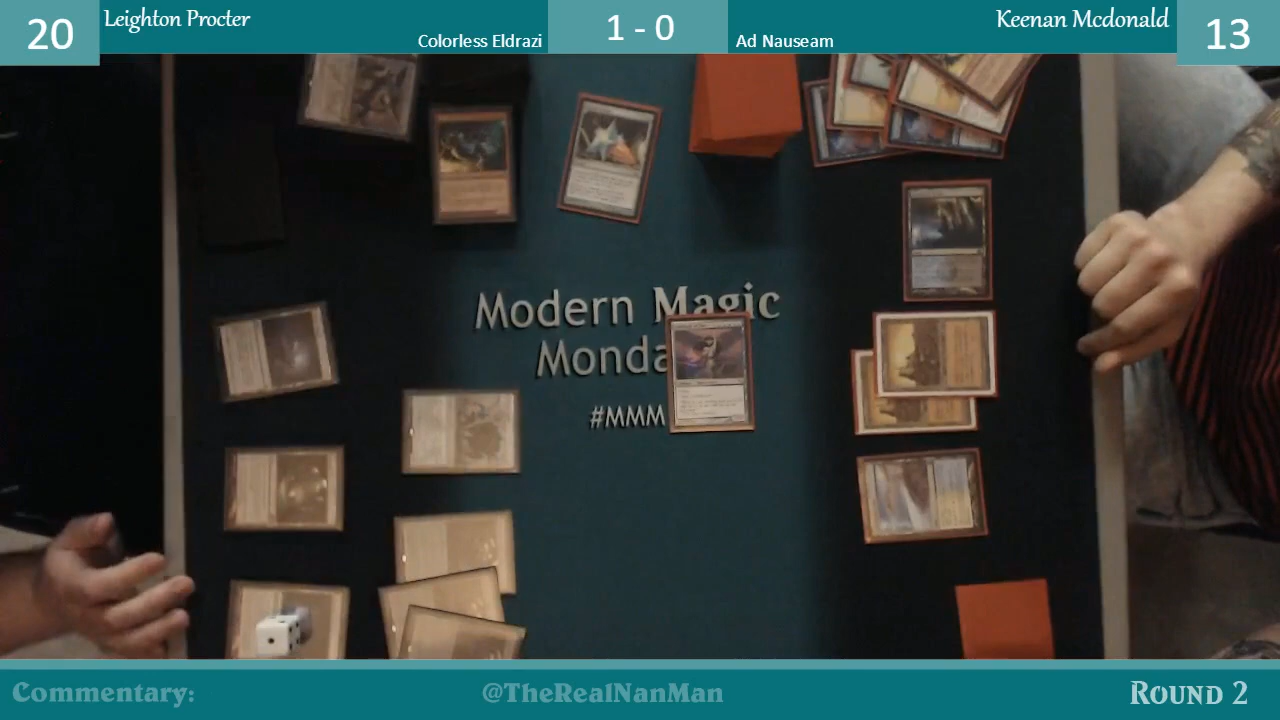 20
Leighton Procter
Colorless Eldrazi
1 - 0
Keenan Mcdonald
Ad Nauseam
13
Modern Magic
Monda
#MMM
Commentary:
@TheRealNanMan
Round 2